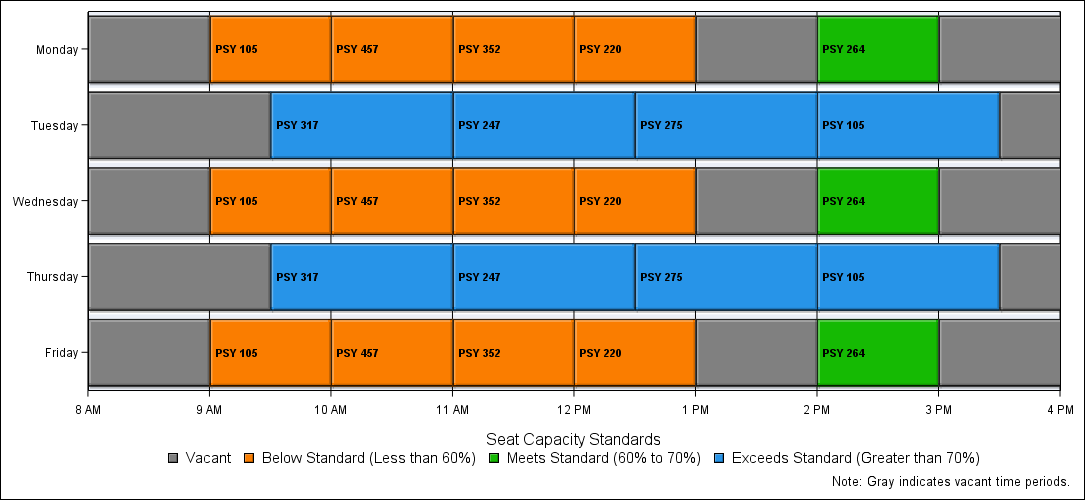 Monday PSY 105 PSY 457 PSY 352 PSY 220 PSY 264
Tuesday PSY 317 PSY 247 PSY 275 PSY 105
Wednesday PSY 105 PSY 457 PSY 352 PSY 220 PSY 264
Thursday PSY 317 PSY 247 PSY 275 PSY 105
Friday PSY 105 PSY 457 PSY 352 PSY 220 PSY 264
8 AM 9 AM 10 AM 11 AM 12 PM 1 PM 2 PM 3 PM 4 PM
Seat Capacity Standards
Vacant Below Standard (Less than 60%) Meets Standard (60% to 70%) Exceeds Standard (Greater than 70%)
Note: Gray indicates vacant time periods.